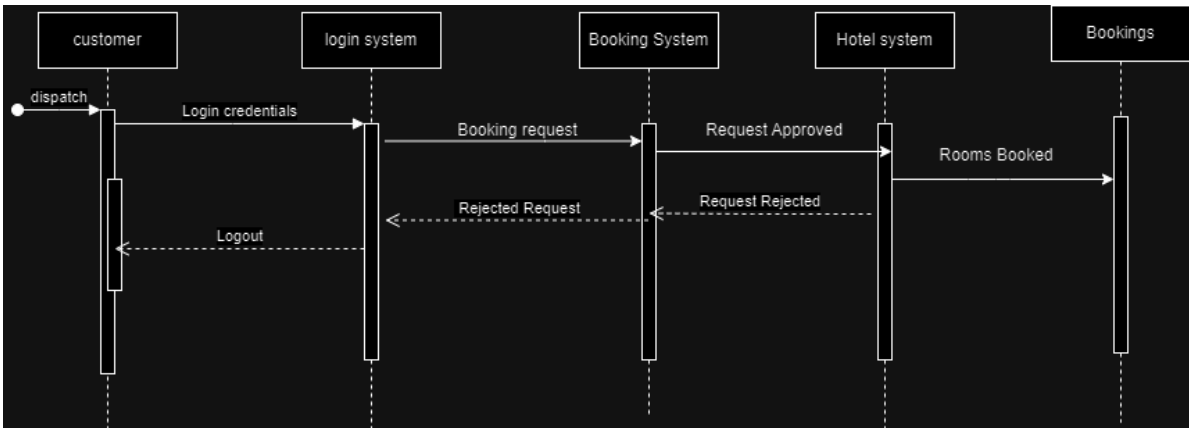 customer
login system
Booking System
Hotel system
Bookings
dispatch
Login credentials
Booking request
Request Approved
Rooms Booked
Request Rejected
Rejected Request
Logout